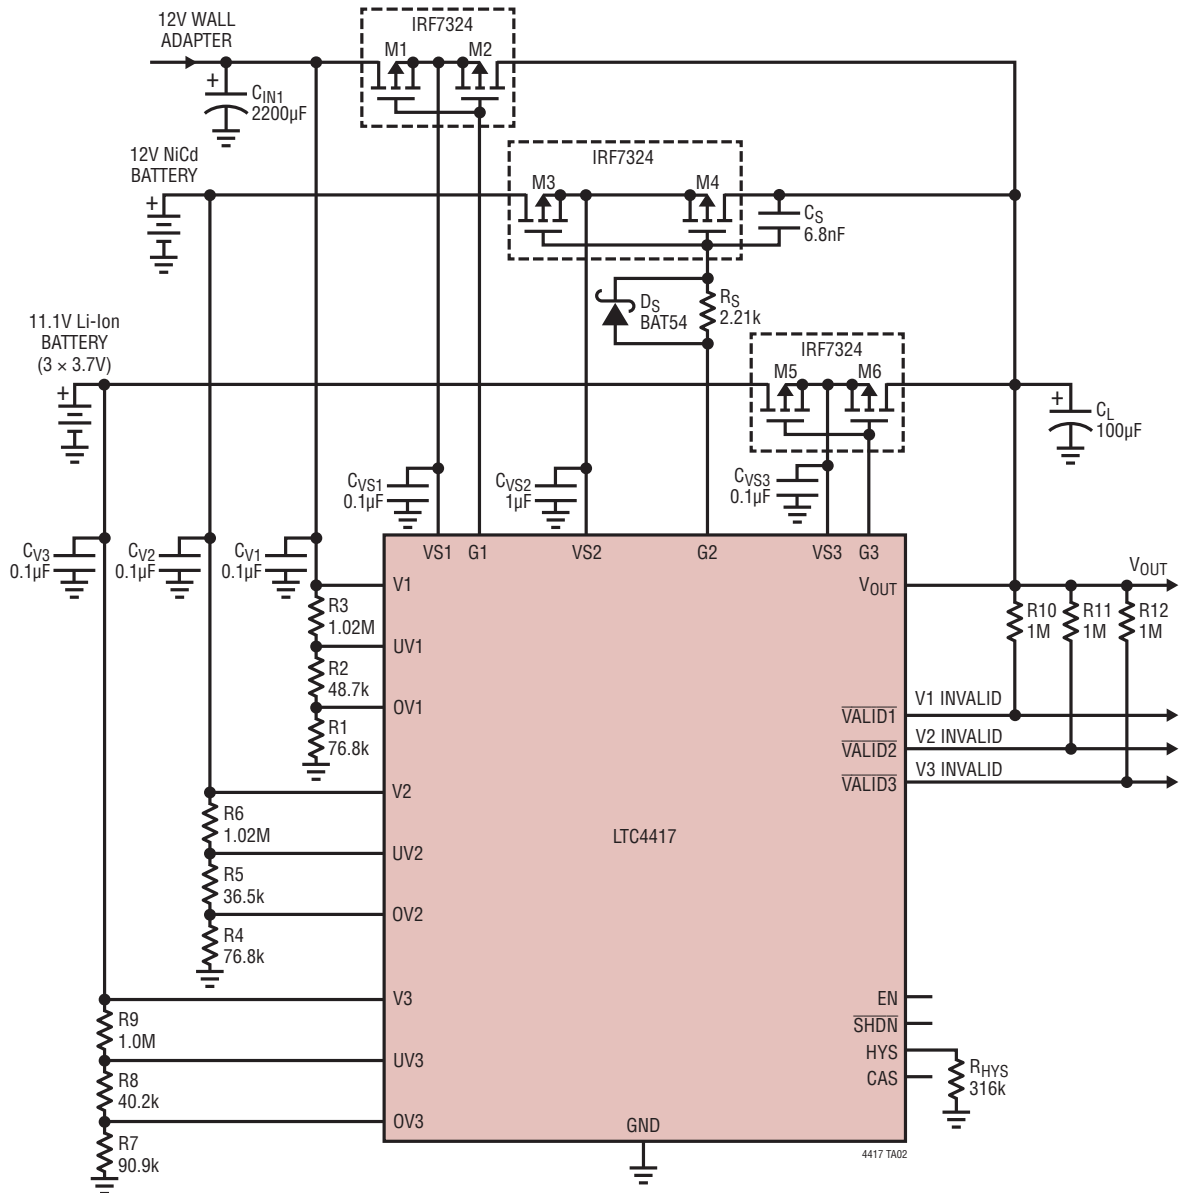 12V WALL
ADAPTER
IRF7324
M1
M2
+
CIN1
2200µF
12V NiCd
BATTERY
IRF7324
M3
M4
+
CS
6.8nF
DS
BAT54
RS
2.21k
11.1V Li-Ion
BATTERY
(3 × 3.7V)
IRF7324
M5
M6
+
+
CL
100µF
CVS1
0.1µF
CVS2
1µF
CVS3
0.1µF
CV3
0.1µF
CV2
0.1µF
CV1
0.1µF
VS1
G1
VS2
G2
VS3
G3
V1
VOUT
VOUT
R3
1.02M
R10
1M
R11
1M
R12
1M
UV1
R2
48.7k
OV1
VALID1
V1 INVALID
R1
76.8k
VALID2
V2 INVALID
VALID3
V3 INVALID
V2
R6
1.02M
LTC4417
UV2
R5
36.5k
OV2
R4
76.8k
V3
EN
R9
1.0M
SHDN
HYS
RHYS
316k
UV3
CAS
R8
40.2k
OV3
GND
R7
90.9k
4417 TA02